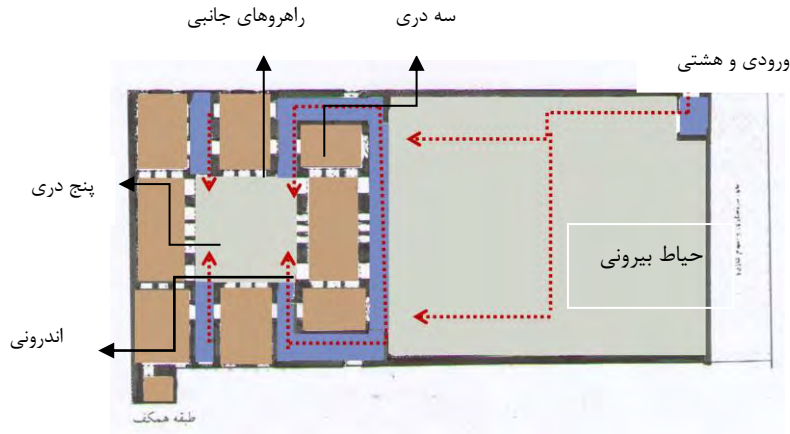 سه دری
راهروهای جانبی
ورودی و هشتی
پنج دری
حیاط بیرونی
اندرونی
طبقه همکف